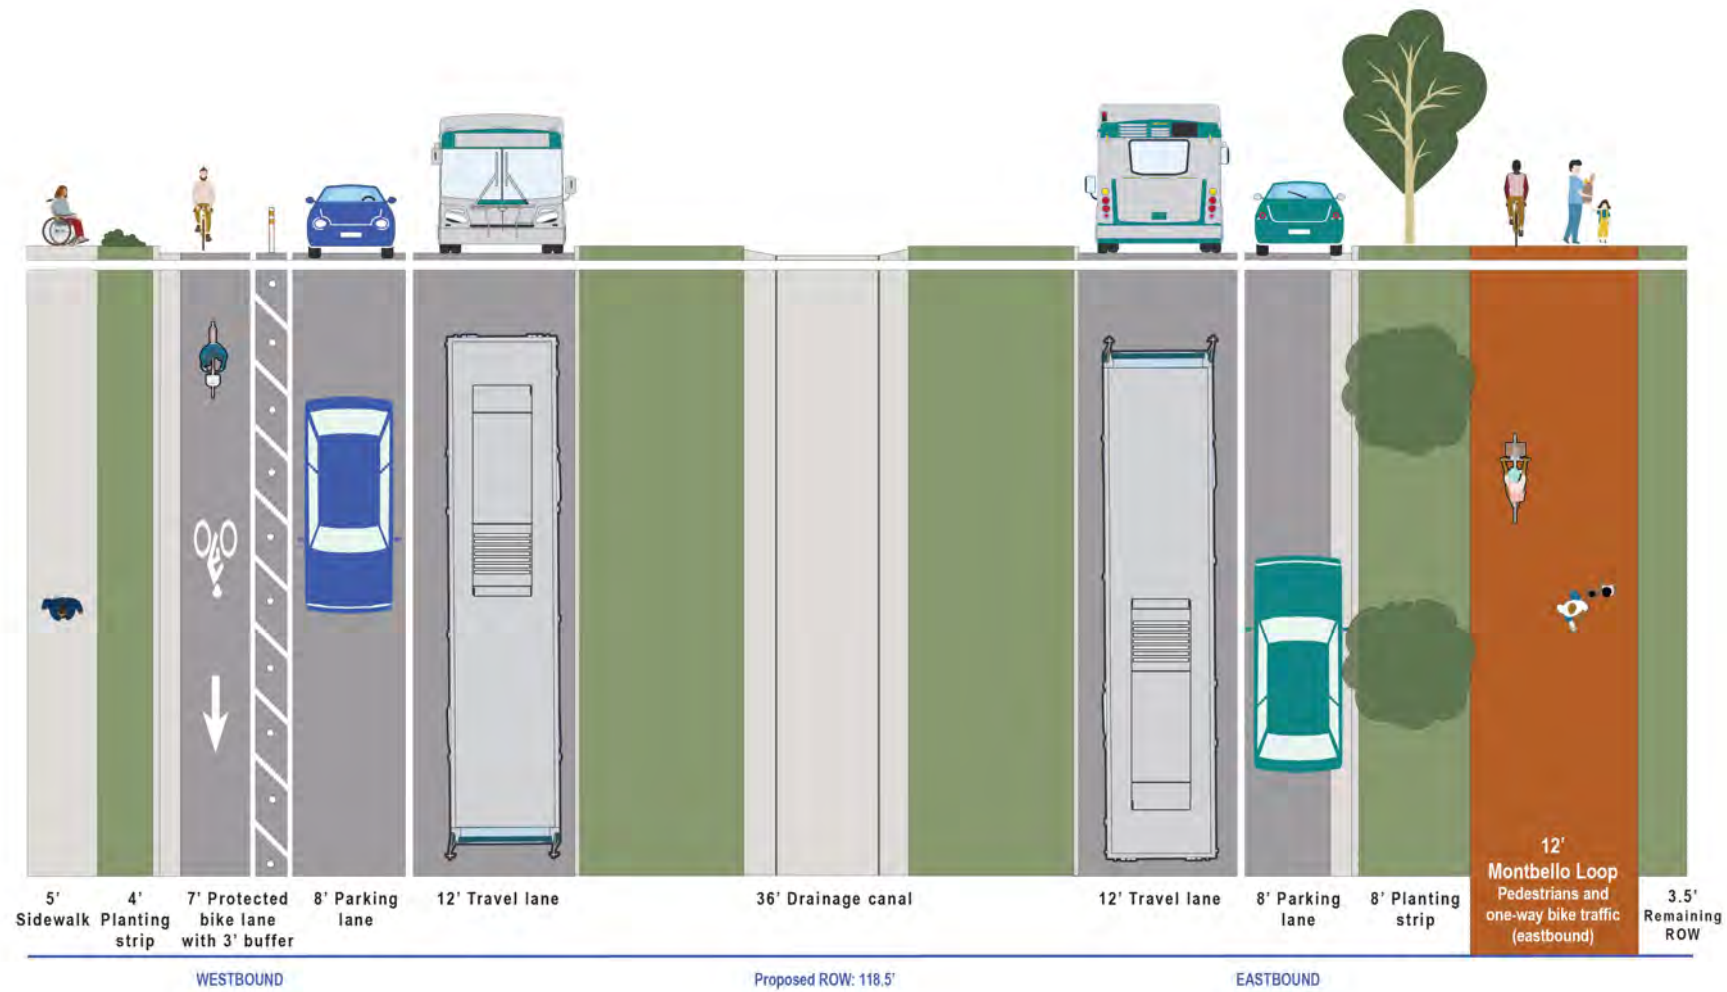 5' Sidewalk
4' Planting strip
7' Protected bike lane with 3' buffer
8' Parking lane
12' Travel lane
36' Drainage canal
12' Travel lane
8' Parking lane
8' Planting strip
12'
Montbello Loop
Pedestrians and
one-way bike traffic
(eastbound)
3.5'
Remaining
ROW
WESTBOUND
Proposed ROW: 118.5'
EASTBOUND